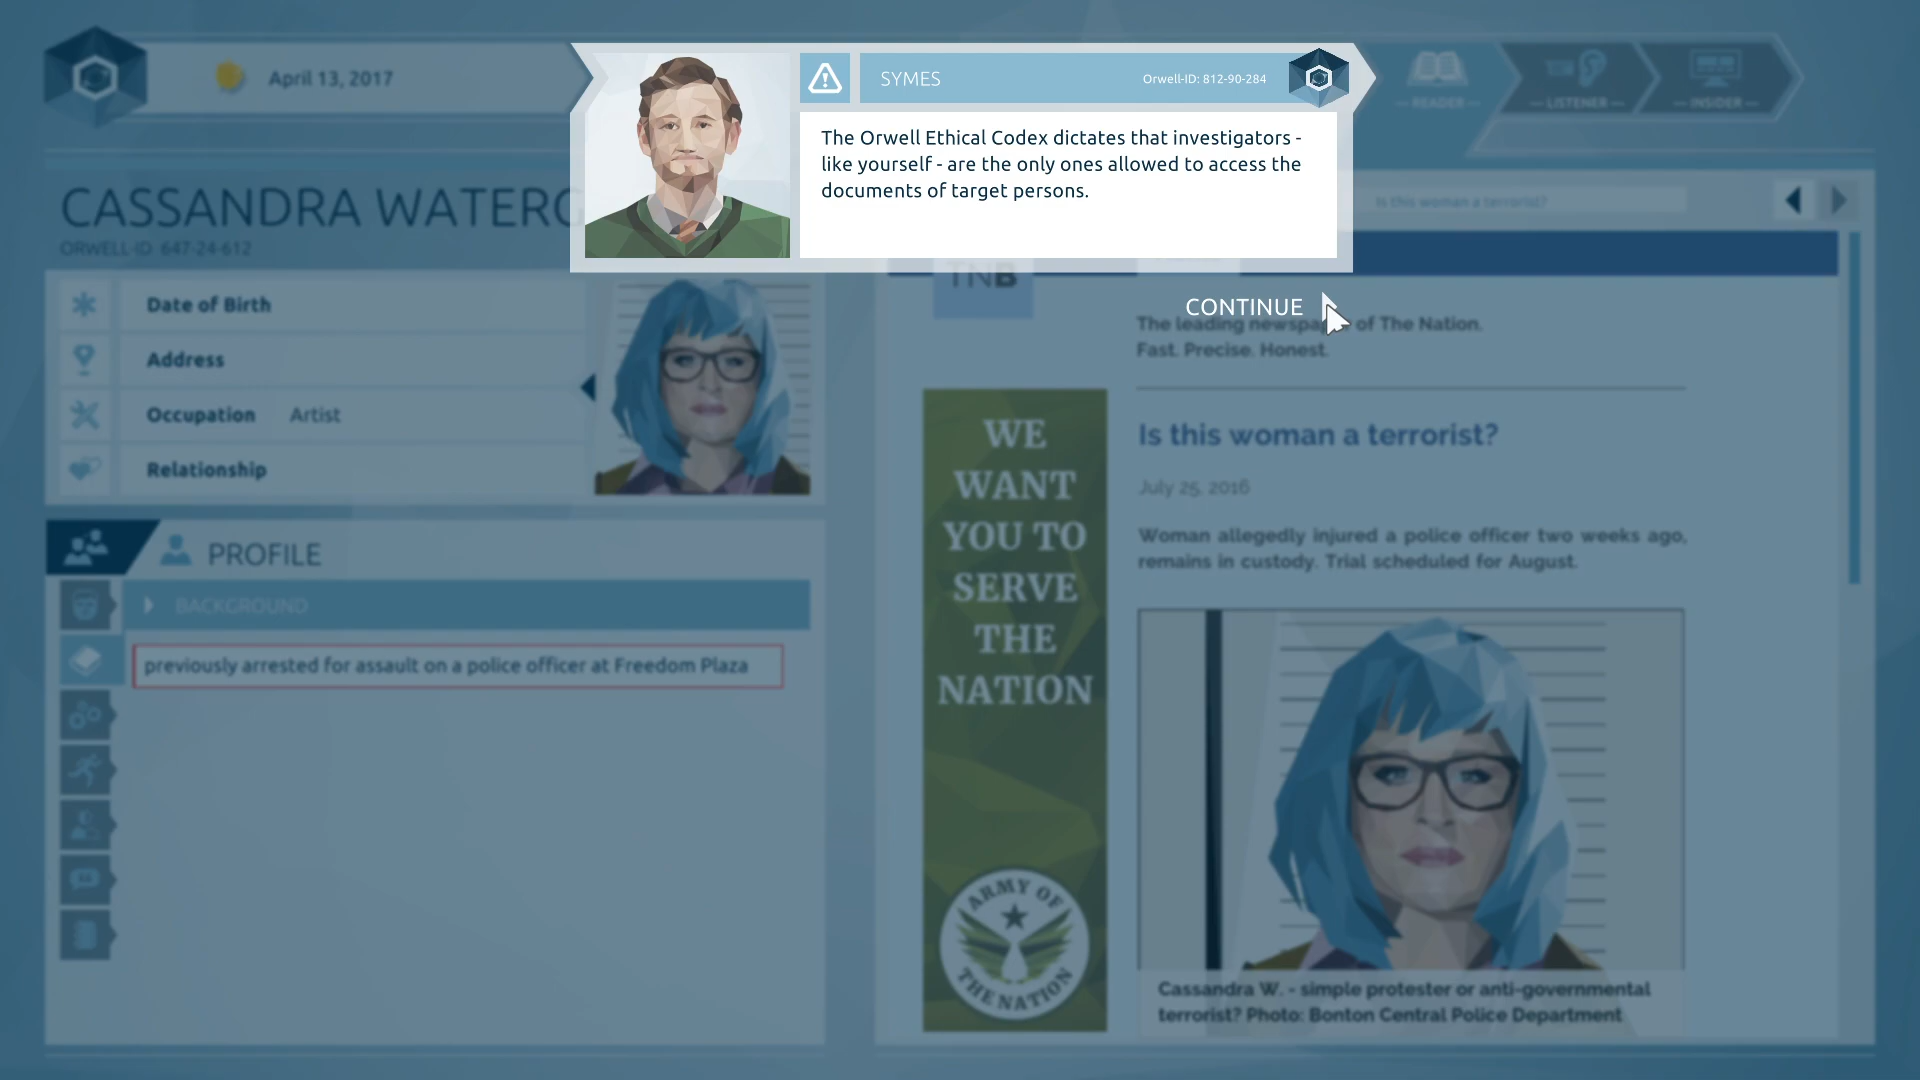 April 13, 2017
SYMES
Orwell-ID: 812-90-284
The Orwell Ethical Codex dictates that investigators -
like yourself - are the only ones allowed to access the
documents of target persons.
CONTINUE
READER
LISTENER
INSIDER
CASSANDRA WATERG
ORWELL-ID 647-24-612
Date of Birth
Address
Occupation Artist
Relationship
PROFILE
BACKGROUND
previously arrested for assault on a police officer at Freedom Plaza
Is this woman a terrorist?
TNB
The leading newspaper of The Nation.
Fast. Precise. Honest.
WE
WANT
YOU TO
SERVE
THE
NATION
ARMY OF
THE NATION
Is this woman a terrorist?
July 25, 2016
Woman allegedly injured a police officer two weeks ago,
remains in custody. Trial scheduled for August.
Cassandra W. - simple protester or anti-governmental
terrorist? Photo: Bonton Central Police Department